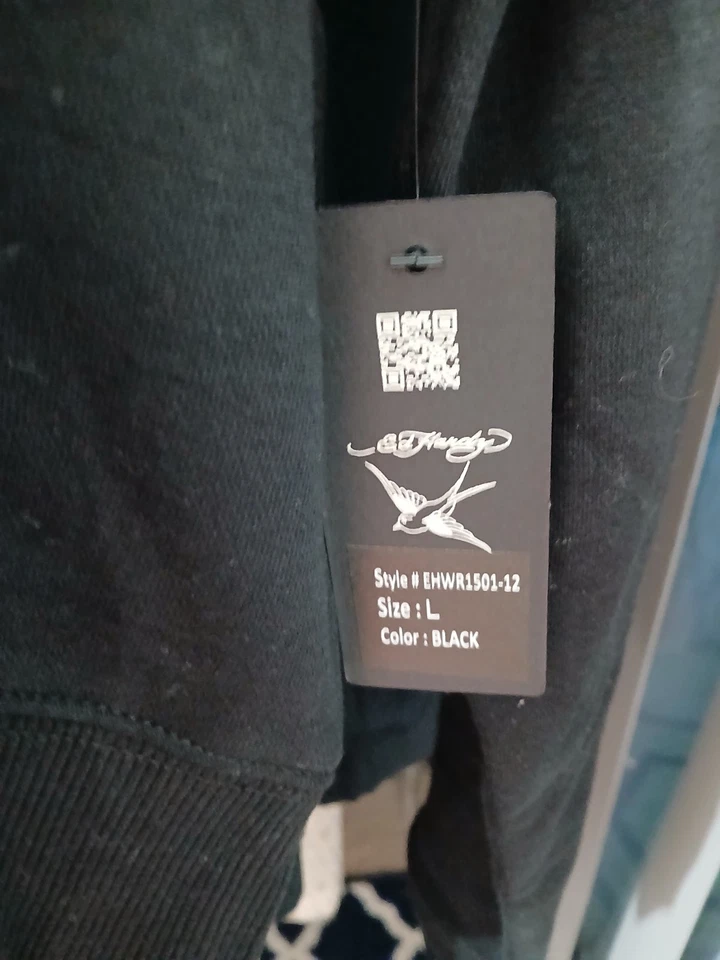 Ed Hardy
Style # EHWR1501-12
Size : L
Color : BLACK